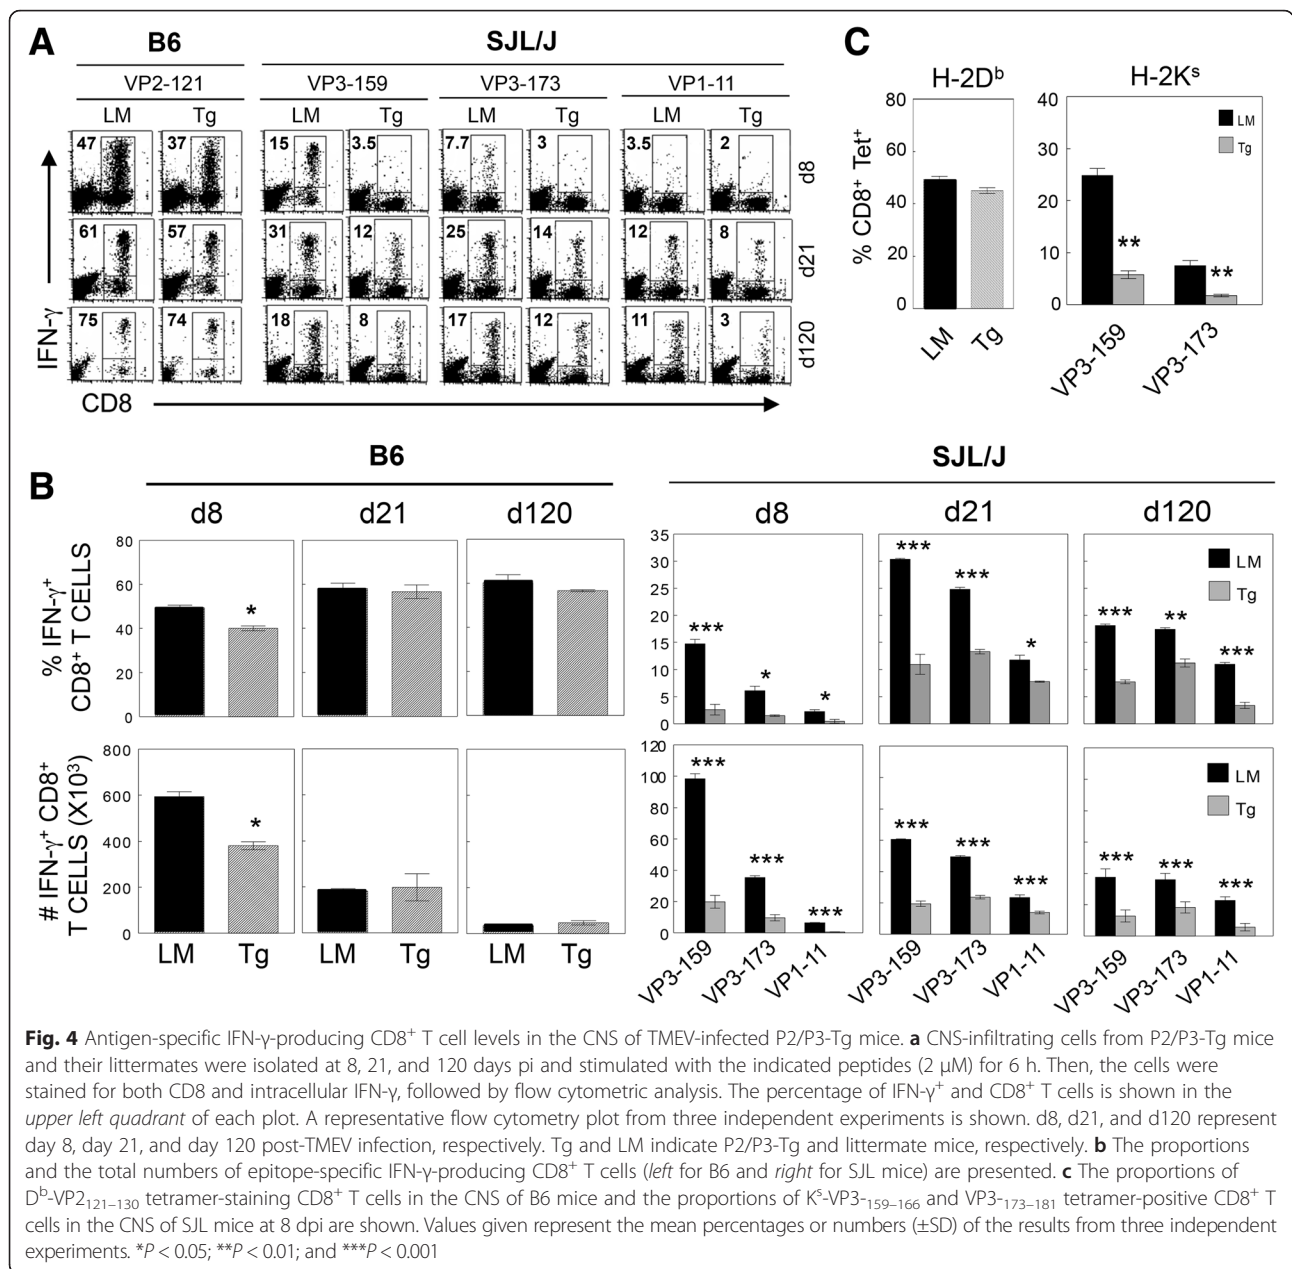 A
B6
SJL/J
VP2-121
VP3-159
VP3-173
VP1-11
LM Tg LM Tg LM Tg LM Tg
47 37 15 3.5 7.7 3 3.5 2
d8
61 57 31 12 25 14 12 8
d21
75 74 18 8 17 12 11 3
d120
IFN-γ
CD8
C
H-2Dᵇ
H-2Kˢ
% CD8⁺ Tet⁺
80
60
40
20
0
LM
Tg
40
30
20
10
0
LM
Tg
**
**
VP3-159
VP3-173
B
B6
d8
d21
d120
% IFN-γ⁺
CD8⁺ T CELLS
80
60
40
20
0
*
# IFN-γ⁺ CD8⁺
T CELLS (X10³)
800
600
400
200
0
*
LM Tg LM Tg LM Tg
SJL/J
d8
d21
d120
35
30
25
20
15
10
5
0
*** * *
*** *** *
*** ** ***
LM
Tg
120
100
80
60
40
20
0
*** *** ***
*** *** ***
*** *** ***
LM
Tg
VP3-159 VP3-173 VP1-11
VP3-159 VP3-173 VP1-11
VP3-159 VP3-173 VP1-11
Fig. 4 Antigen-specific IFN-γ-producing CD8⁺ T cell levels in the CNS of TMEV-infected P2/P3-Tg mice. a CNS-infiltrating cells from P2/P3-Tg mice
and their littermates were isolated at 8, 21, and 120 days pi and stimulated with the indicated peptides (2 μM) for 6 h. Then, the cells were
stained for both CD8 and intracellular IFN-γ, followed by flow cytometric analysis. The percentage of IFN-γ⁺ and CD8⁺ T cells is shown in the
upper left quadrant of each plot. A representative flow cytometry plot from three independent experiments is shown. d8, d21, and d120 represent
day 8, day 21, and day 120 post-TMEV infection, respectively. Tg and LM indicate P2/P3-Tg and littermate mice, respectively. b The proportions
and the total numbers of epitope-specific IFN-γ-producing CD8⁺ T cells (left for B6 and right for SJL mice) are presented. c The proportions of
Dᵇ-VP2₁₂₁₋₁₃₀ tetramer-staining CD8⁺ T cells in the CNS of B6 mice and the proportions of Kˢ-VP3-₁₅₉₋₁₆₆ and VP3-₁₇₃₋₁₈₁ tetramer-positive CD8⁺ T
cells in the CNS of SJL mice at 8 dpi are shown. Values given represent the mean percentages or numbers (±SD) of the results from three independent
experiments. *P < 0.05; **P < 0.01; and ***P < 0.001